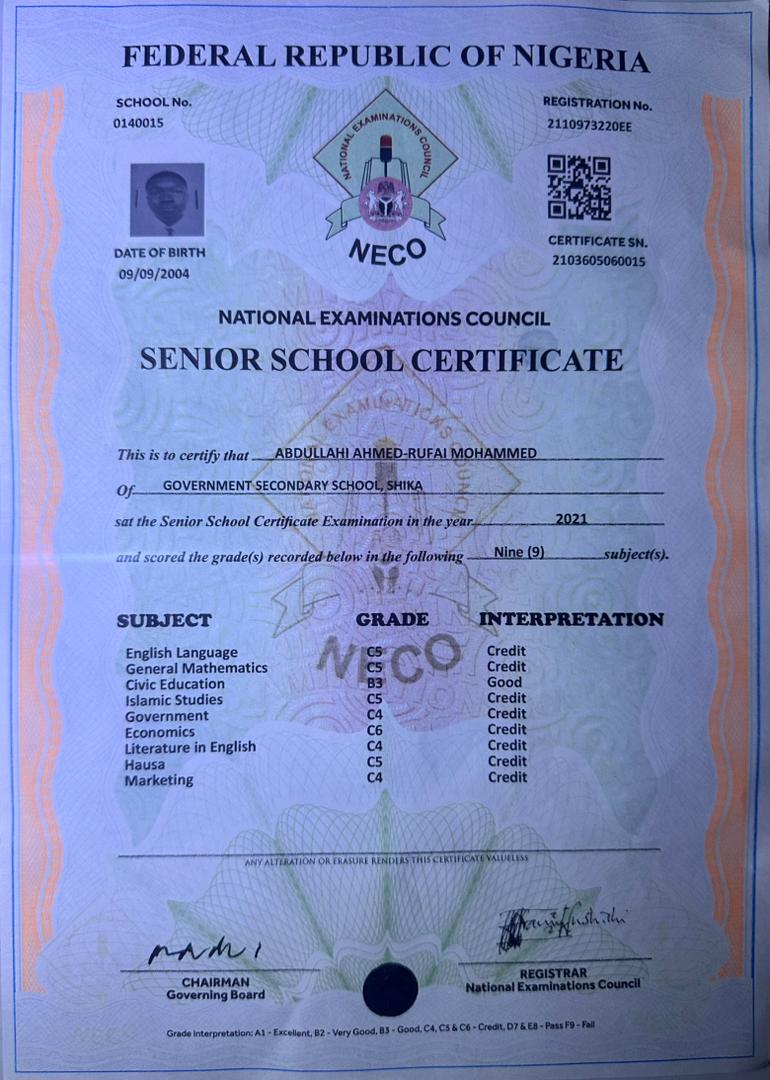 FEDERAL REPUBLIC OF NIGERIA
SCHOOL No.
0140015
REGISTRATION No.
2110973220EE
NATIONAL EXAMINATIONS COUNCIL
NECO
DATE OF BIRTH
09/09/2004
CERTIFICATE SN.
2103605060015
NATIONAL EXAMINATIONS COUNCIL
SENIOR SCHOOL CERTIFICATE
This is to certify that ABDULLAHI AHMED-RUFAI MOHAMMED
Of GOVERNMENT SECONDARY SCHOOL, SHIKA
sat the Senior School Certificate Examination in the year 2021
and scored the grade(s) recorded below in the following Nine (9) subject(s).
SUBJECT GRADE INTERPRETATION
English Language C5 Credit
General Mathematics C5 Credit
Civic Education B3 Good
Islamic Studies C5 Credit
Government C4 Credit
Economics C6 Credit
Literature in English C4 Credit
Hausa C5 Credit
Marketing C4 Credit
NECO
ANY ALTERATION OR ERASURE RENDERS THIS CERTIFICATE VALUELESS
CHAIRMAN
Governing Board
REGISTRAR
National Examinations Council
Grade Interpretation: A1 - Excellent, B2 - Very Good, B3 - Good, C4, C5 & C6 - Credit, D7 & E8 - Pass F9 - Fail